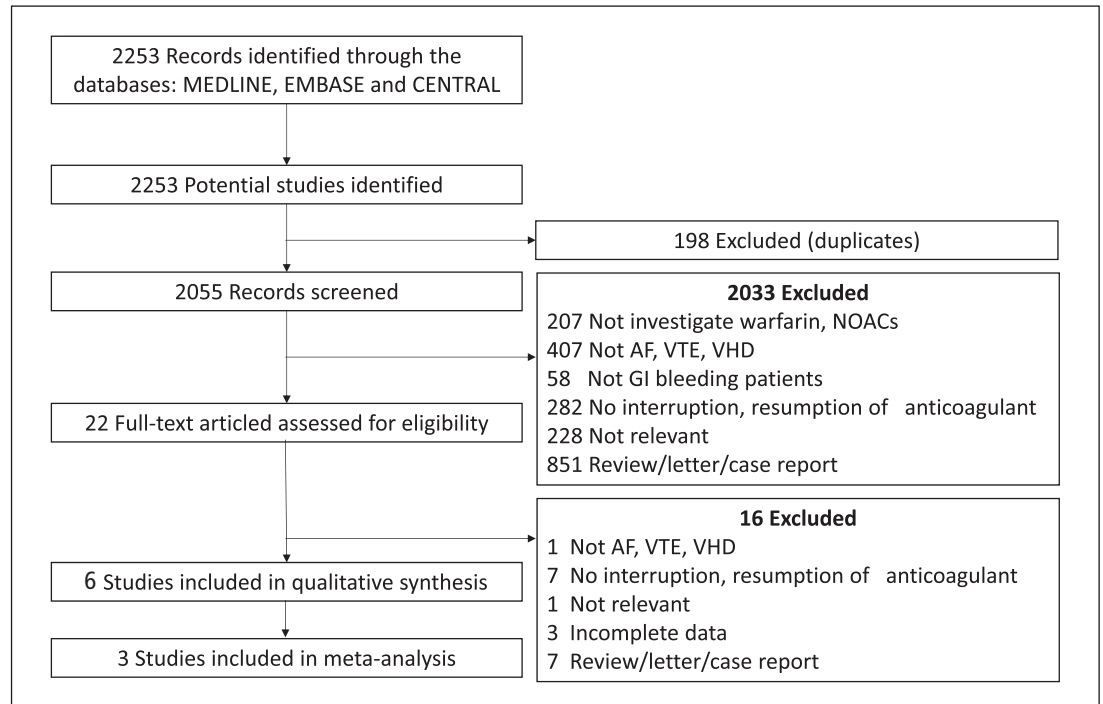 2253 Records identified through the
databases: MEDLINE, EMBASE and CENTRAL
2253 Potential studies identified
198 Excluded (duplicates)
2055 Records screened
2033 Excluded
207 Not investigate warfarin, NOACs
407 Not AF, VTE, VHD
58 Not GI bleeding patients
282 No interruption, resumption of anticoagulant
228 Not relevant
851 Review/letter/case report
22 Full-text articled assessed for eligibility
16 Excluded
1 Not AF, VTE, VHD
7 No interruption, resumption of anticoagulant
1 Not relevant
3 Incomplete data
7 Review/letter/case report
6 Studies included in qualitative synthesis
3 Studies included in meta-analysis